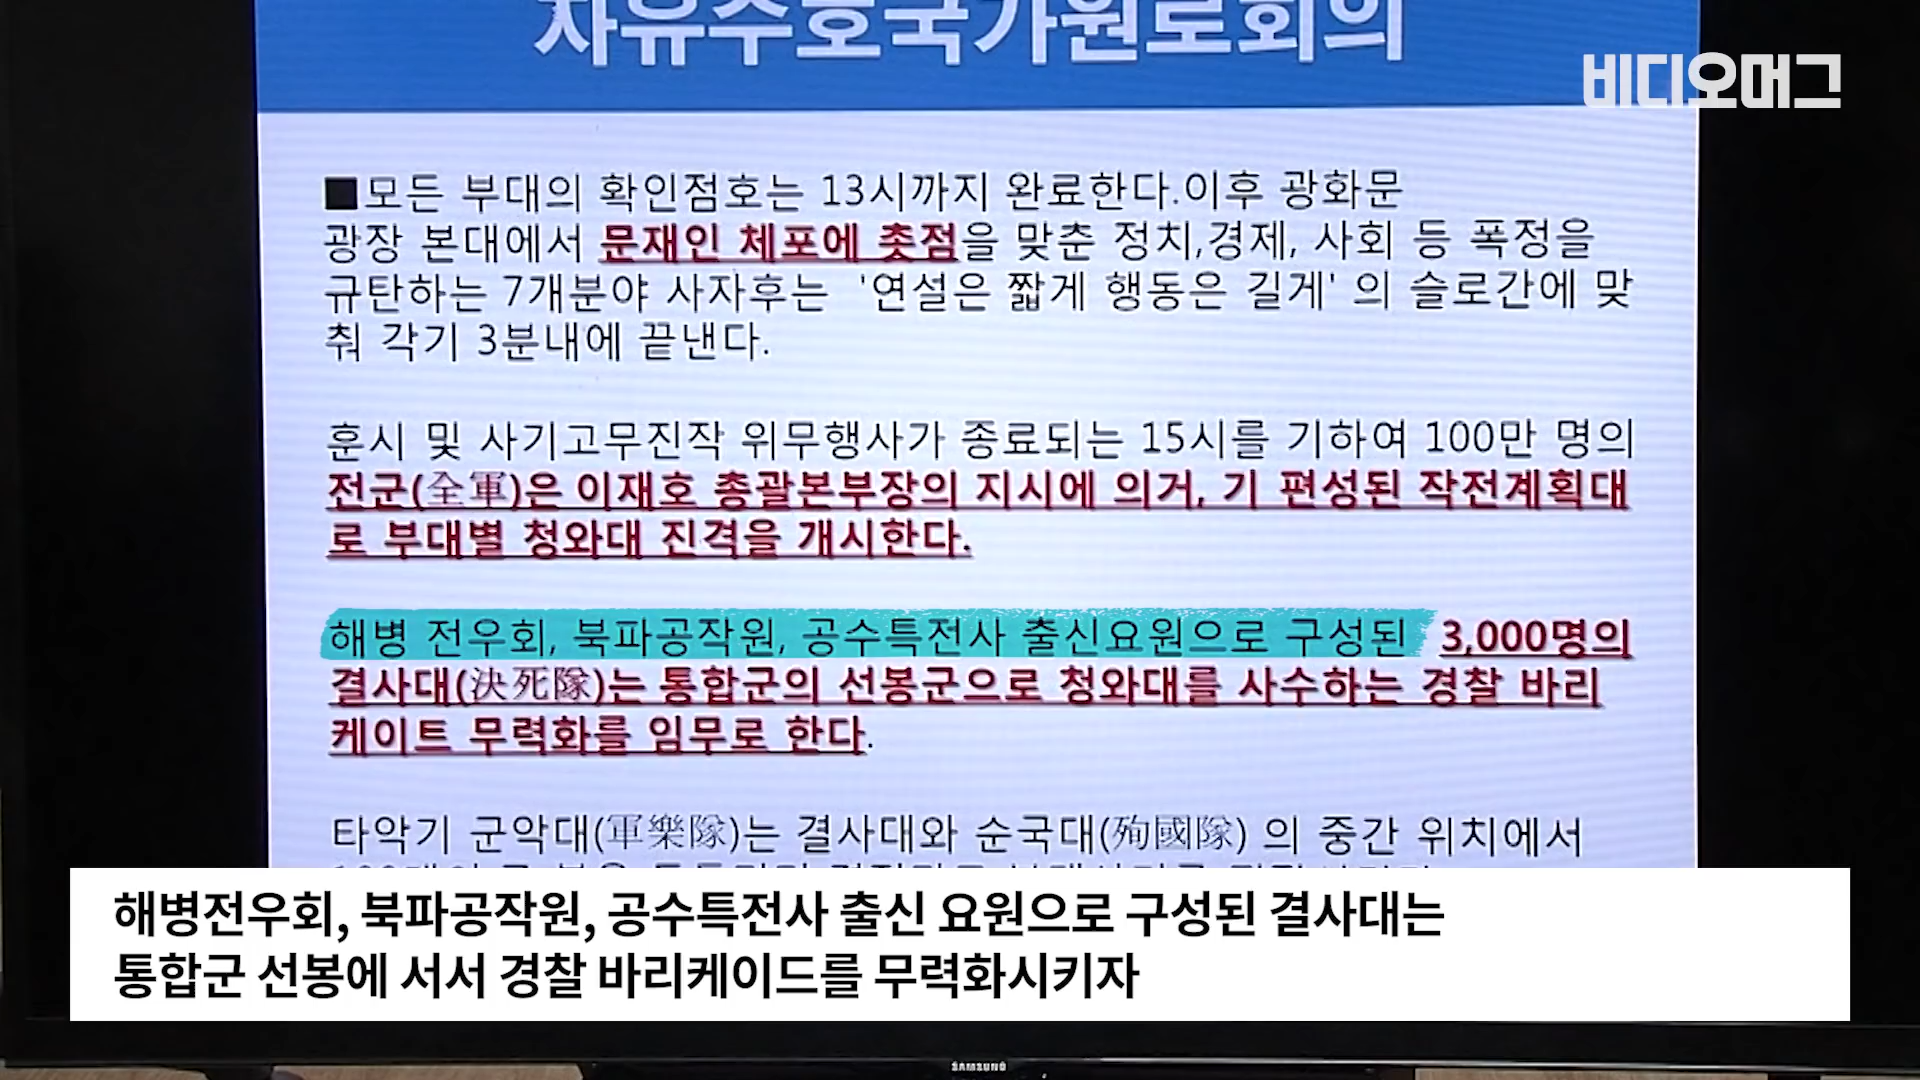 자유수호국가원로회의
비디오머그
■모든 부대의 확인점호는 13시까지 완료한다.이후 광화문
광장 본대에서 문재인 체포에 촛점을 맞춘 정치,경제, 사회 등 폭정을
규탄하는 7개분야 사자후는 '연설은 짧게 행동은 길게' 의 슬로간에 맞
춰 각기 3분내에 끝낸다.
훈시 및 사기고무진작 위무행사가 종료되는 15시를 기하여 100만 명의
전군(全軍)은 이재호 총괄본부장의 지시에 의거, 기 편성된 작전계획대
로 부대별 청와대 진격을 개시한다.
해병 전우회, 북파공작원, 공수특전사 출신요원으로 구성된 3,000명의
결사대(決死隊)는 통합군의 선봉군으로 청와대를 사수하는 경찰 바리
케이트 무력화를 임무로 한다.
타악기 군악대(軍樂隊)는 결사대와 순국대(殉國隊) 의 중간 위치에서
해병전우회, 북파공작원, 공수특전사 출신 요원으로 구성된 결사대는
통합군 선봉에 서서 경찰 바리케이드를 무력화시키자
SAMSUNG